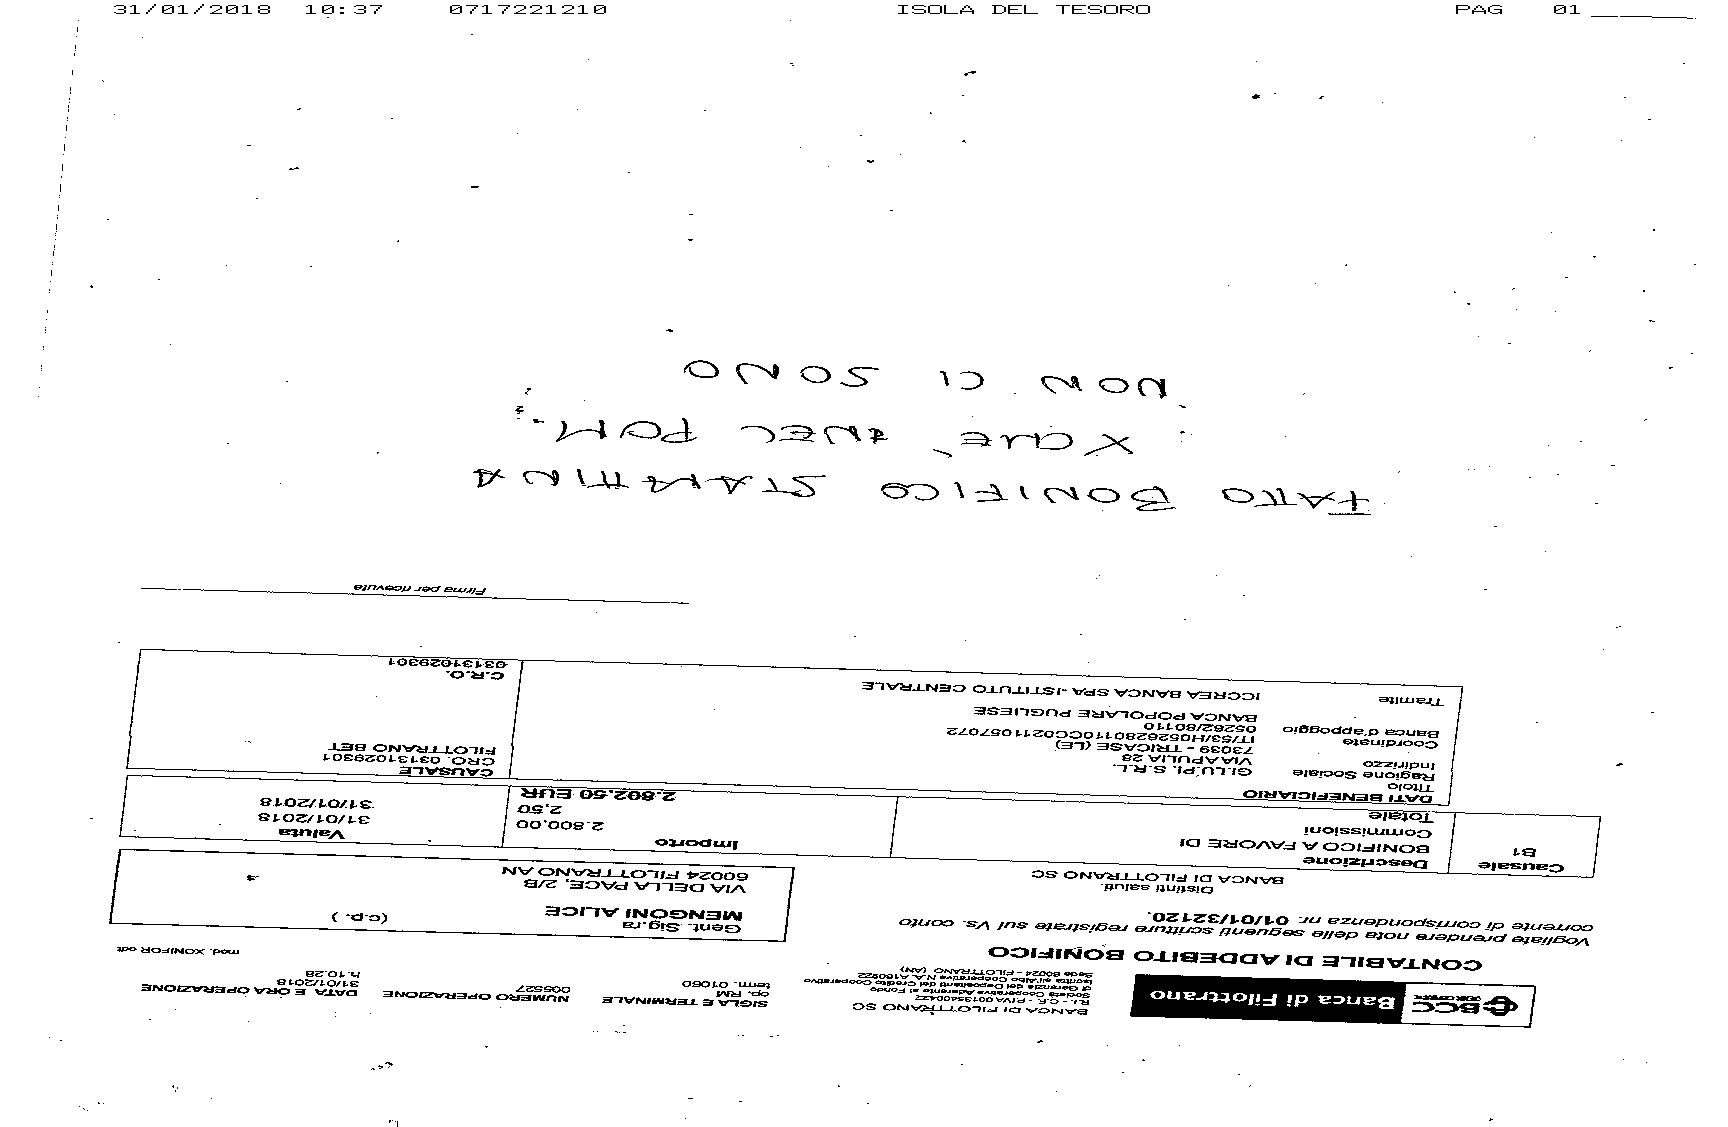 31/01/2018 10:37 0717221210 ISOLA DEL TESORO PAG 01
BCC Banca di Filottrano
BANCA DI FILOTTRANO SC
R.I. - C.F. - P.IVA 00133500422
Società Cooperativa Aderente al Fondo
di Garanzia dei Depositanti del Credito Cooperativo
Iscritta all'Albo Cooperative N.A. A160922
Sede 60024 - FILOTTRANO (AN)
SIGLA E TERMINALE
op. RM
term. 01060
NUMERO OPERAZIONE
005527
DATA E ORA OPERAZIONE
31/01/2018
h.10.28
CONTABILE DI ADDEBITO BONIFICO
mod. XONIFOR odt
Vogliate prendere nota delle seguenti scritture registrate sul Vs. conto
corrente di corrispondenza nr. 01/01/32120.
Distinti saluti.
BANCA DI FILOTTRANO SC
Gent. Sig.ra
MENGONI ALICE (c.p. )
VIA DELLA PACE, 2/B
60024 FILOTTRANO AN
Causale Descrizione Importo Valuta
B1 BONIFICO A FAVORE DI 2.800,00 31/01/2018
Commissioni 2,50 31/01/2018
Totale 2.802,50 EUR
DATI BENEFICIARIO
Titolo
Ragione Sociale GI.LU.PI. S.R.L.
Indirizzo VIA APULIA 28
73039 - TRICASE (LE)
Coordinate IT/53/H0526280110CC0211057072
Banca d'appoggio 05262/80110
BANCA POPOLARE PUGLIESE
Tramite ICCREA BANCA SPA -ISTITUTO CENTRALE
CAUSALE
CRO. 03131029301
FILOTTRANO BET
C.R.O.
03131029301
Firma per ricevuta
FATTO BONIFICO STAMATTINA
XCHE' NEL POM.
NON CI SONO